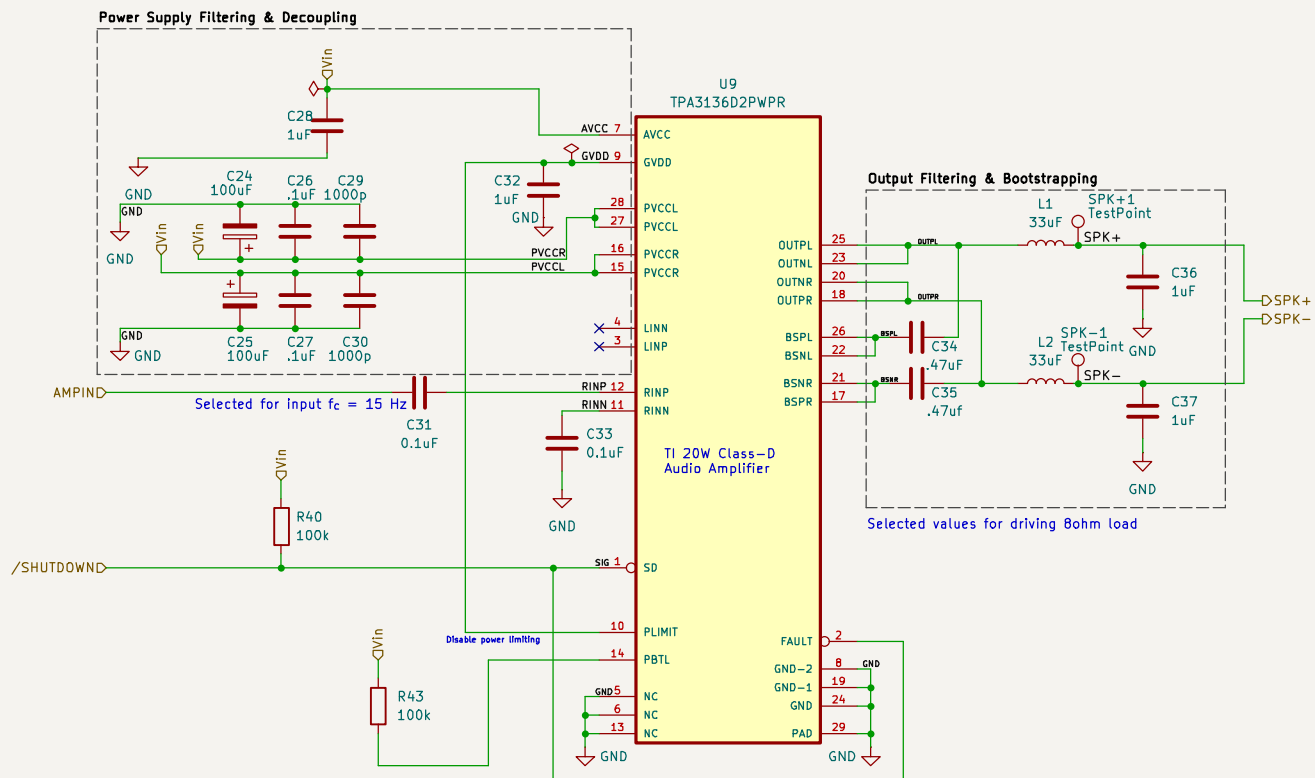 Power Supply Filtering & Decoupling
Vin
C28
1uF
GND
AVCC 7
GVDD 9
C32
1uF
GND
C24
100uF
C26
.1uF
C29
1000p
GND
GND
Vin
Vin
PVCCR
PVCCL
28
27
16
15
C25
100uF
C27
.1uF
C30
1000p
GND
GND
4
3
AMPIN
Selected for input fc = 15 Hz
C31
0.1uF
RINP 12
RINN 11
C33
0.1uF
GND
Vin
R40
100k
/SHUTDOWN
SIG 1
Disable power limiting
10
14
Vin
R43
100k
GND 5
6
13
GND
U9
TPA3136D2PWPR
AVCC
GVDD
PVCCL
PVCCL
PVCCR
PVCCR
LINN
LINP
RINP
RINN
TI 20W Class-D
Audio Amplifier
SD
PLIMIT
PBTL
NC
NC
NC
OUTPL
OUTNL
OUTNR
OUTPR
BSPL
BSNL
BSNR
BSPR
FAULT
GND-2
GND-1
GND
PAD
25
23
20
18
26
22
21
17
2
8
19
24
29
GND
GND
Output Filtering & Bootstrapping
OUTPL
OUTPR
BSPL
BSNR
C34
.47uF
C35
.47uf
L1
33uF
SPK+1
TestPoint
SPK+
C36
1uF
GND
L2
33uF
SPK-1
TestPoint
SPK-
C37
1uF
GND
SPK+
SPK-
Selected values for driving 8ohm load